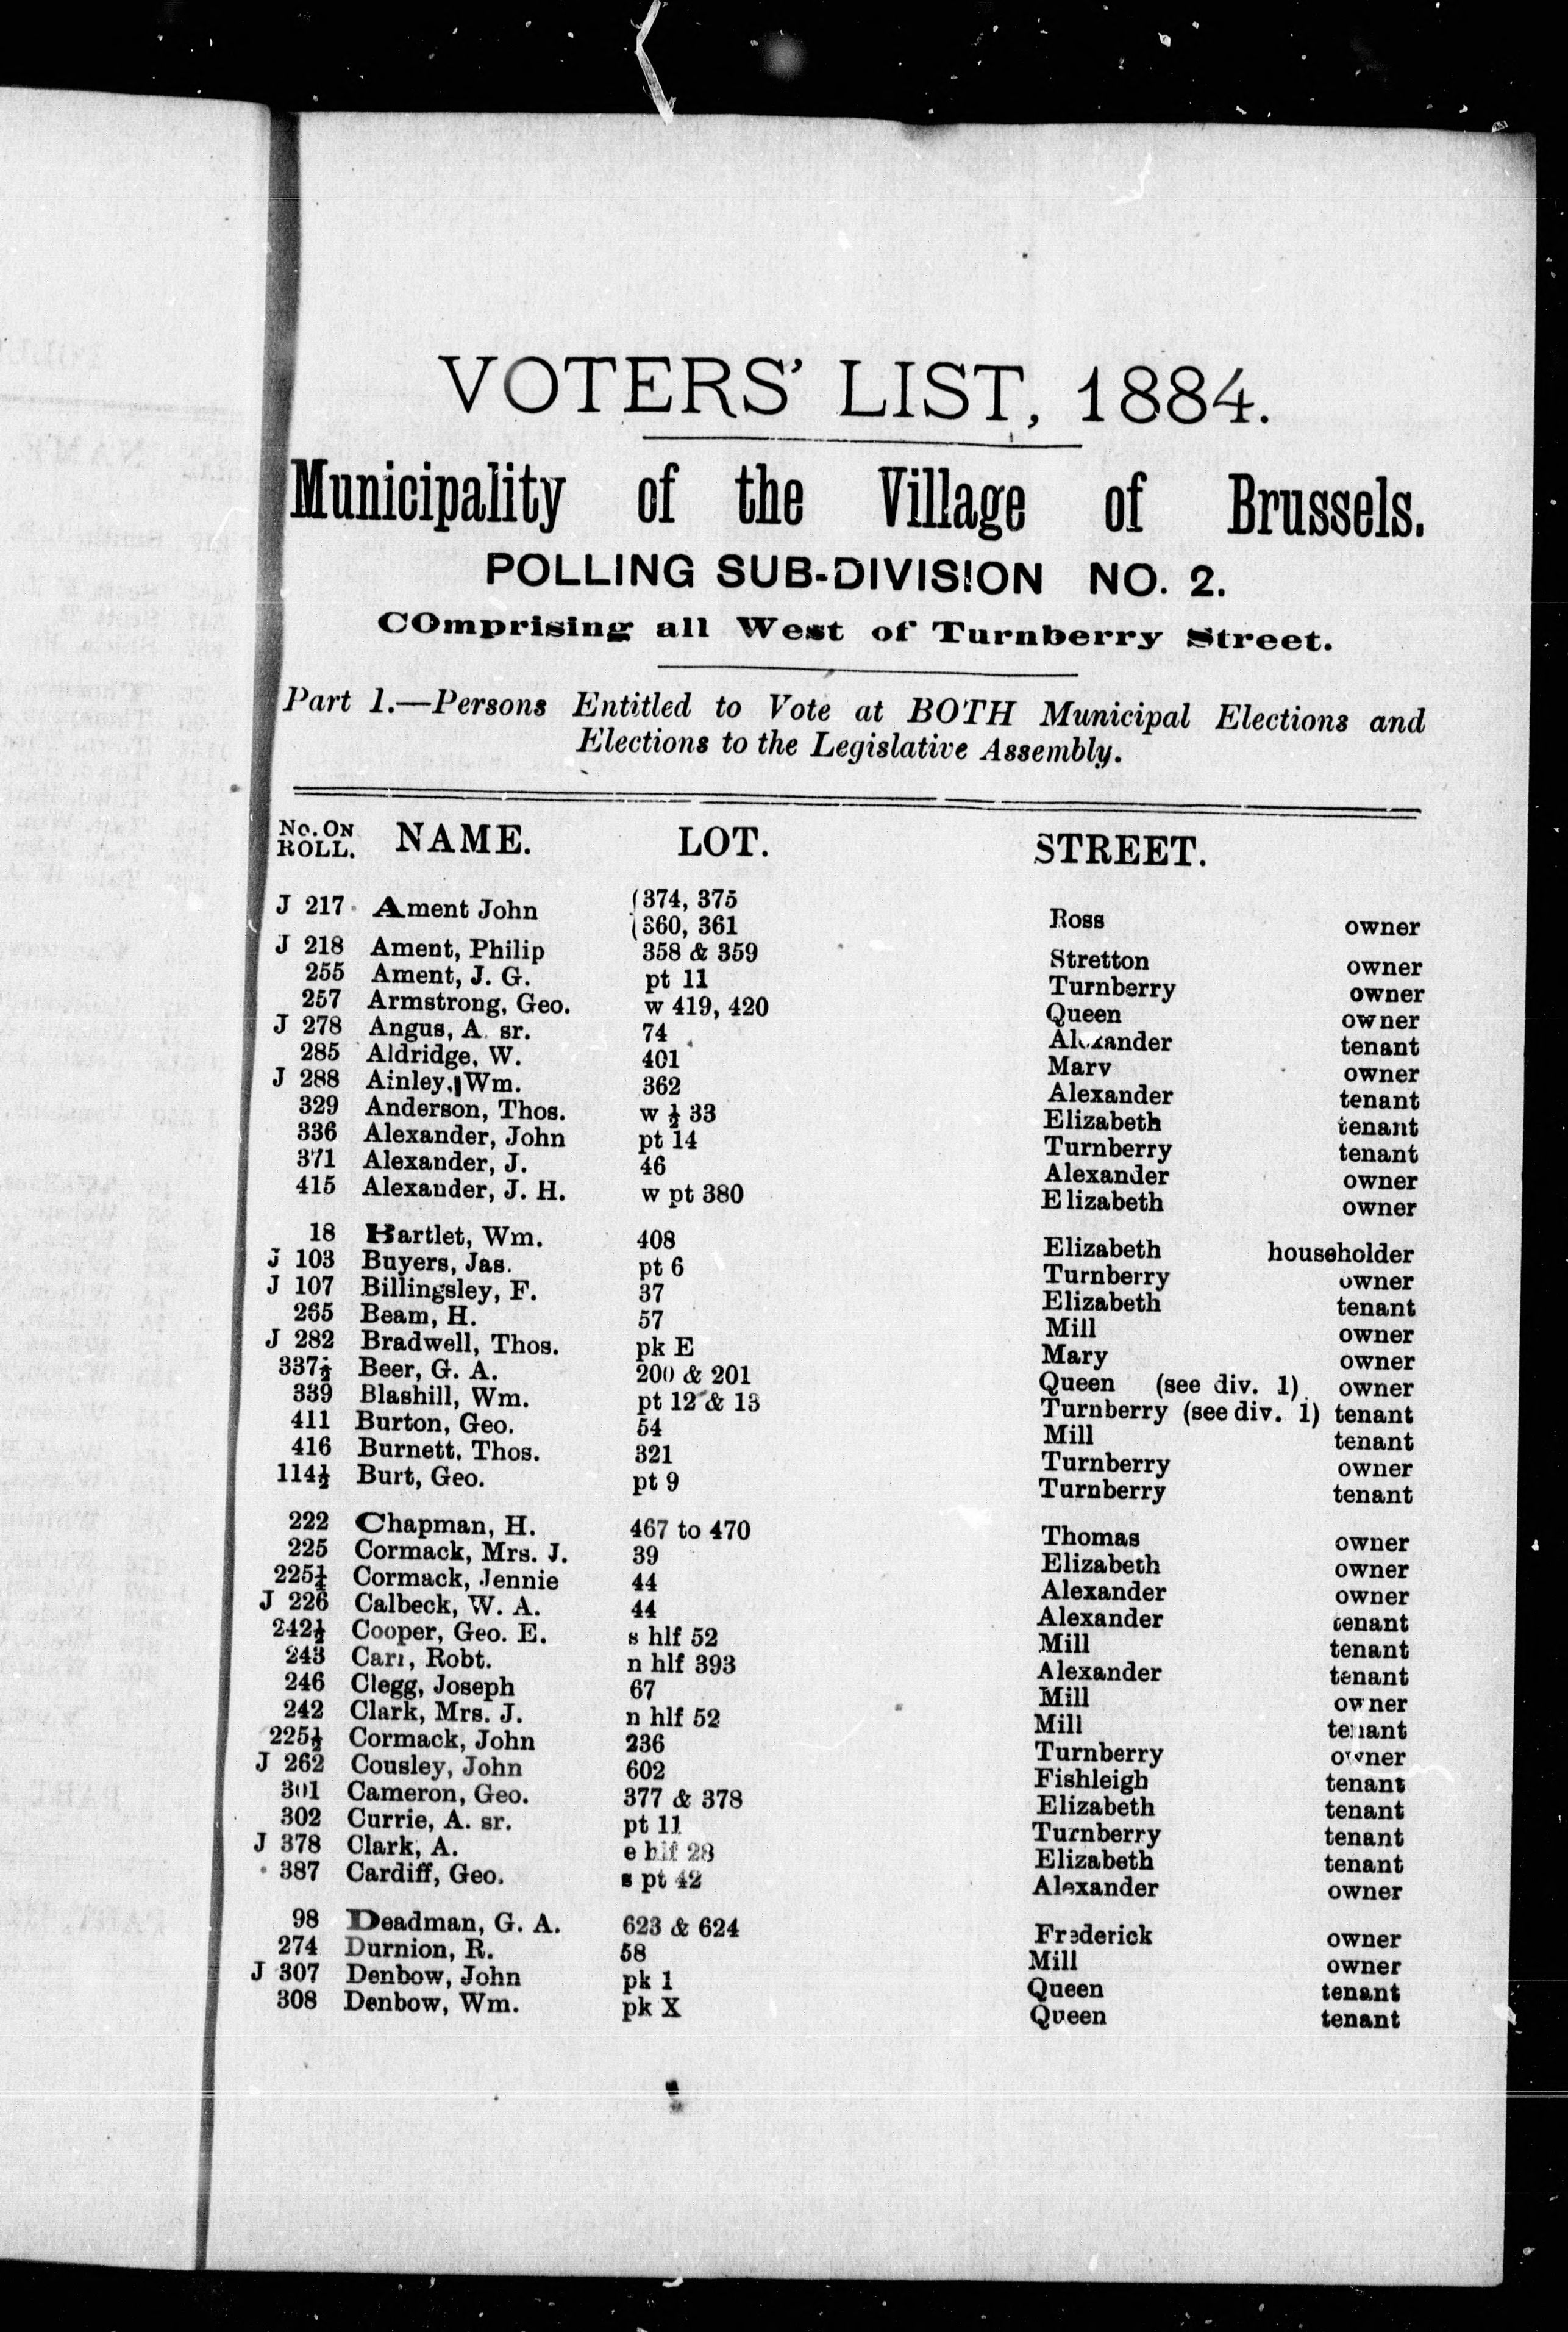 VOTERS' LIST, 1884.
Municipality of the Village of Brussels.
POLLING SUB-DIVISION NO. 2.
COmprising all West of Turnberry Street.
Part 1.—Persons Entitled to Vote at BOTH Municipal Elections and
Elections to the Legislative Assembly.
No. ON ROLL. NAME. LOT. STREET.
J 217 Ament John (374, 375 (360, 361 Ross owner
J 218 Ament, Philip 358 & 359 Stretton owner
255 Ament, J. G. pt 11 Turnberry owner
257 Armstrong, Geo. w 419, 420 Queen owner
J 278 Angus, A. sr. 74 Alexander tenant
285 Aldridge, W. 401 Mary owner
J 288 Ainley, Wm. 362 Alexander tenant
329 Anderson, Thos. w ½ 33 Elizabeth tenant
336 Alexander, John pt 14 Turnberry tenant
371 Alexander, J. 46 Alexander owner
415 Alexander, J. H. w pt 380 Elizabeth owner
18 Bartlet, Wm. 408 Elizabeth householder
J 103 Buyers, Jas. pt 6 Turnberry owner
J 107 Billingsley, F. 37 Elizabeth tenant
265 Beam, H. 57 Mill owner
J 282 Bradwell, Thos. pk E Mary owner
337½ Beer, G. A. 200 & 201 Queen (see div. 1) owner
339 Blashill, Wm. pt 12 & 13 Turnberry (see div. 1) tenant
411 Burton, Geo. 54 Mill tenant
416 Burnett. Thos. 321 Turnberry owner
114½ Burt, Geo. pt 9 Turnberry tenant
222 Chapman, H. 467 to 470 Thomas owner
225 Cormack, Mrs. J. 39 Elizabeth owner
225¼ Cormack, Jennie 44 Alexander owner
J 226 Calbeck, W. A. 44 Alexander tenant
242½ Cooper, Geo. E. s hlf 52 Mill tenant
243 Carr, Robt. n hlf 393 Alexander tenant
246 Clegg, Joseph 67 Mill owner
242 Clark, Mrs. J. n hlf 52 Mill tenant
225½ Cormack, John 236 Turnberry owner
J 262 Cousley, John 602 Fishleigh tenant
301 Cameron, Geo. 377 & 378 Elizabeth tenant
302 Currie, A. sr. pt 11 Turnberry tenant
J 378 Clark, A. e hlf 28 Elizabeth tenant
387 Cardiff, Geo. s pt 42 Alexander owner
98 Deadman, G. A. 623 & 624 Frederick owner
274 Durnion, R. 58 Mill owner
J 307 Denbow, John pk 1 Queen tenant
308 Denbow, Wm. pk X Queen tenant